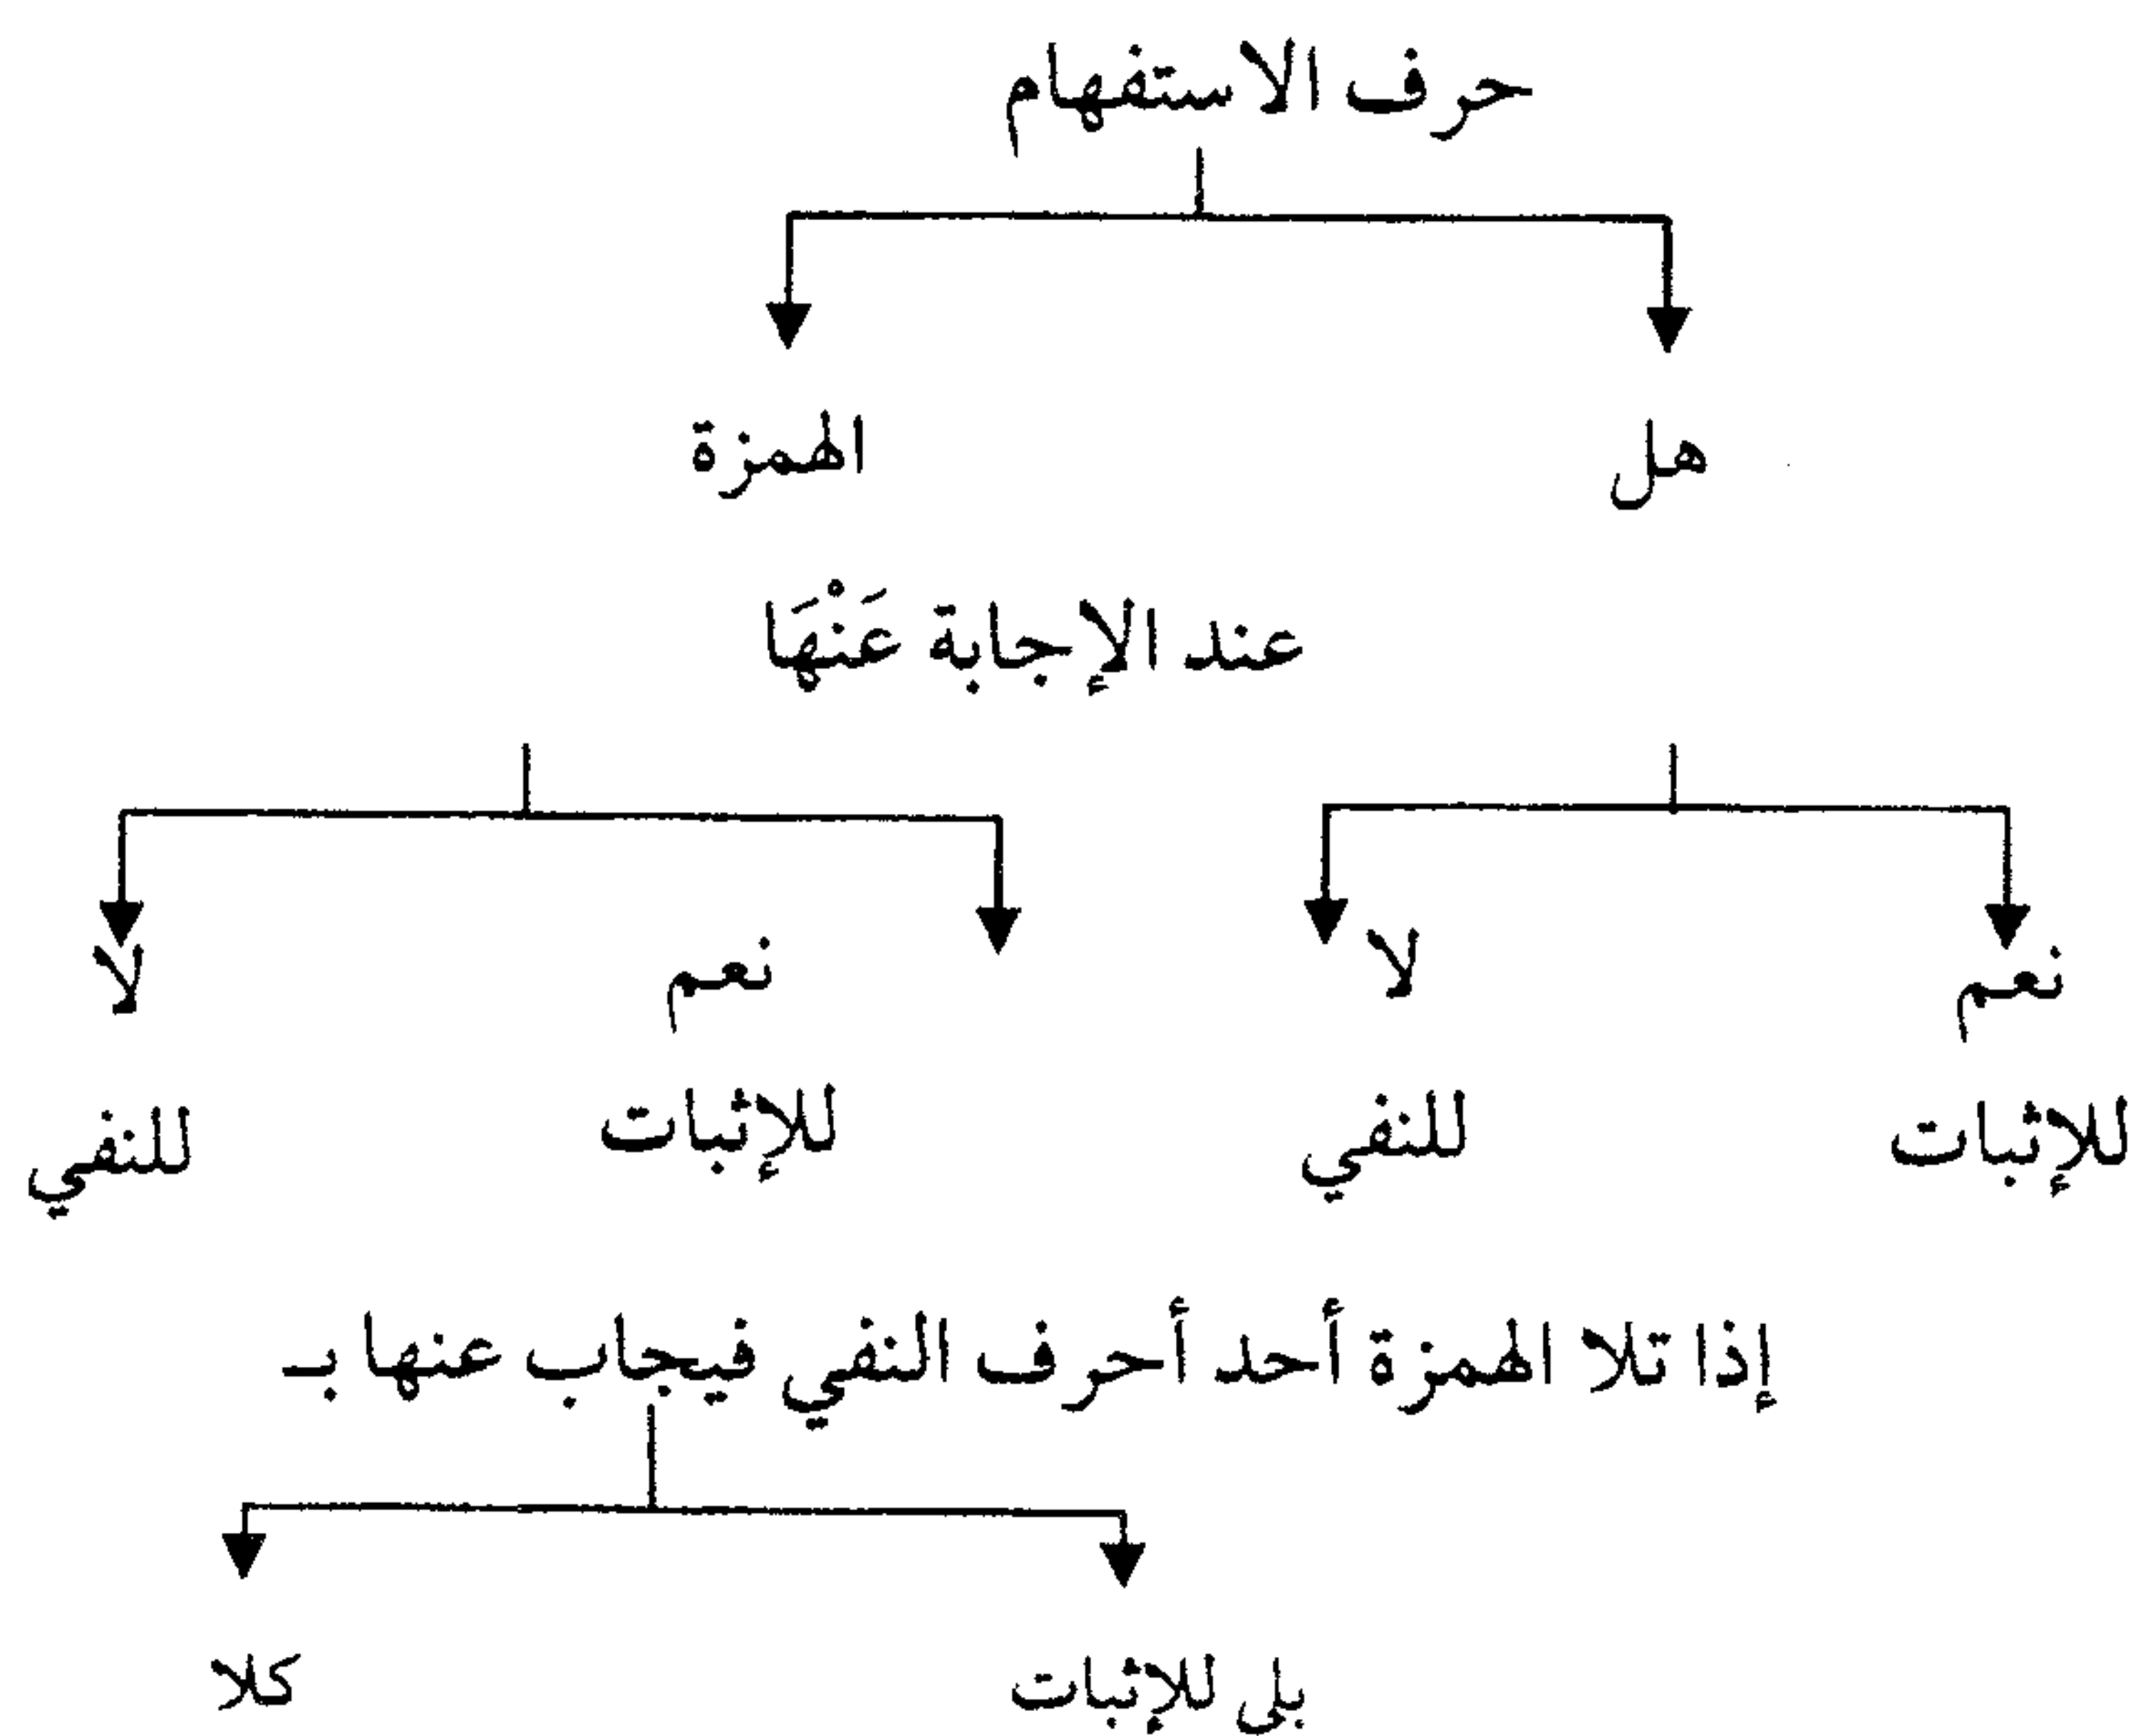 حرف الاستفهام
هل الهمزة
عند الإجابة عَنْهَا
نعم لا نعم لا
للإثبات للنفي للإثبات للنفي
إذا تلا الهمزة أحد أحرف النفي فيجاب عنها بـ
بلى للإثبات كلا